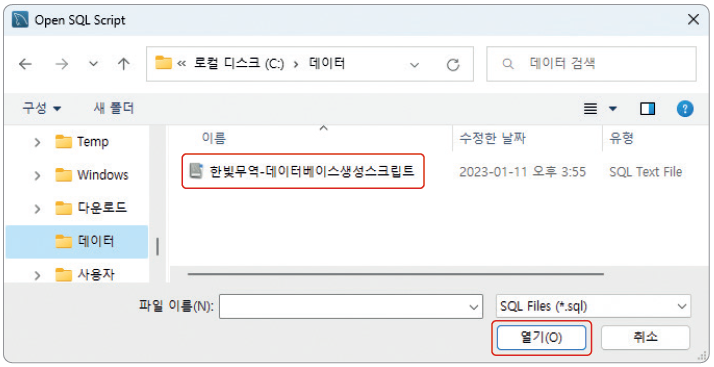 Open SQL Script
« 로컬 디스크 (C:) › 데이터
데이터 검색
구성 새 폴더
이름 수정한 날짜 유형
Temp
Windows
다운로드
데이터
사용자
한빛무역-데이터베이스생성스크립트 2023-01-11 오후 3:55 SQL Text File
파일 이름(N): SQL Files (*.sql)
열기(O) 취소